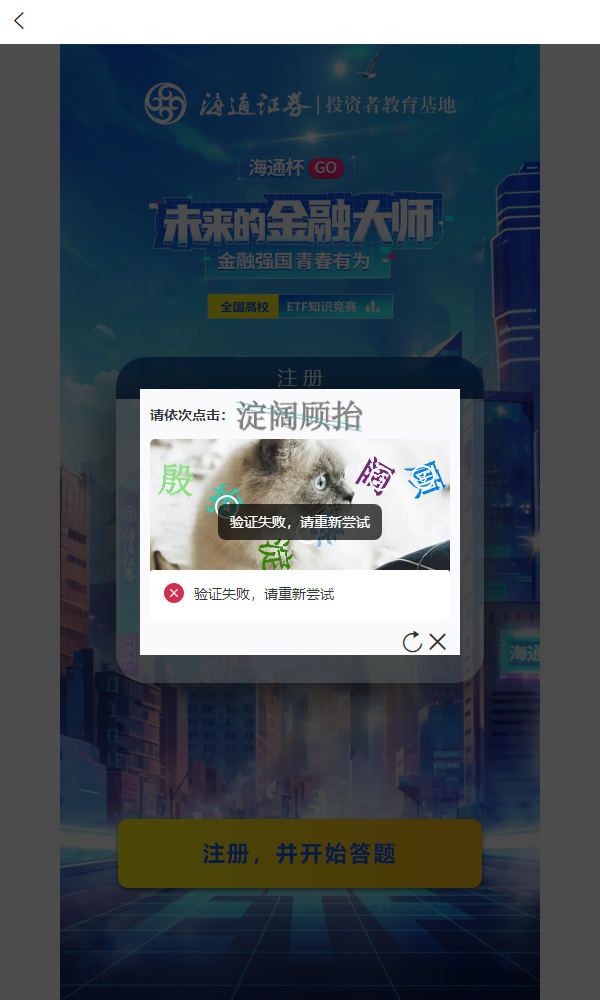 海通证券 | 投资者教育基地
海通杯 GO
未来的金融大师
金融强国 青春有为
全国高校 ETF知识竞赛
注册
请依次点击： 淀阔顾抬
殷
验证失败，请重新尝试
验证失败，请重新尝试
海通
注册，并开始答题